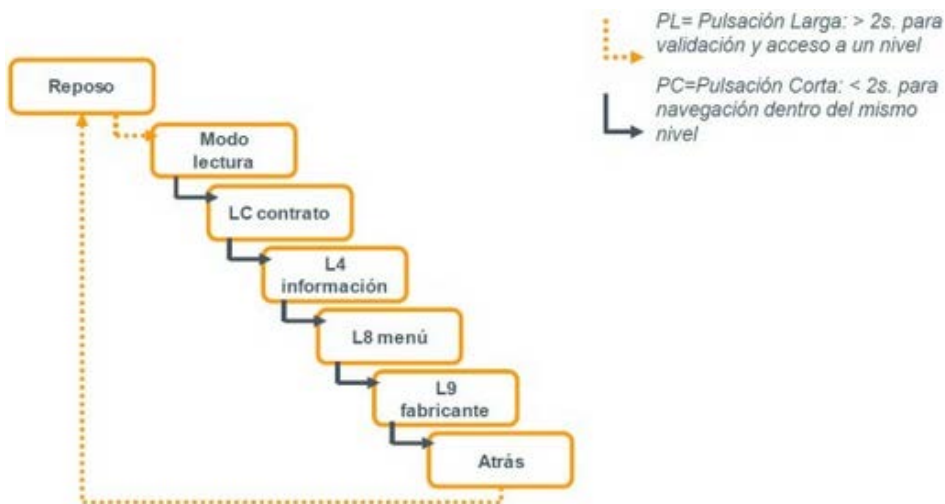 PL= Pulsación Larga: > 2s. para
validación y acceso a un nivel
PC=Pulsación Corta: < 2s. para
navegación dentro del mismo
nivel
Reposo
Modo
lectura
LC contrato
L4
información
L8 menú
L9
fabricante
Atrás